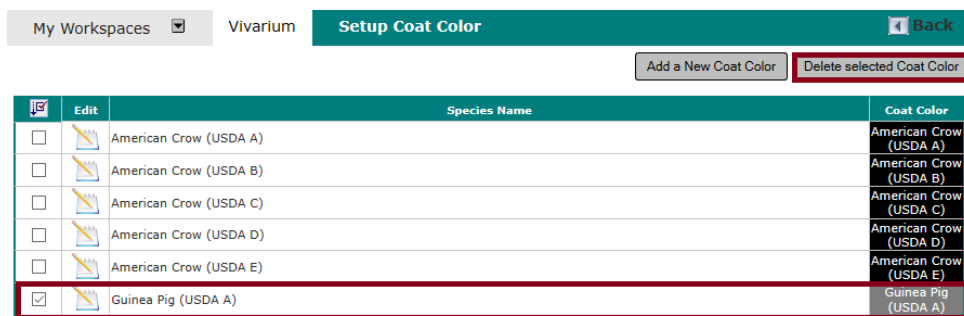 My Workspaces Vivarium Setup Coat Color Back
Add a New Coat Color Delete selected Coat Color
Edit Species Name Coat Color
American Crow (USDA A) American Crow
(USDA A)
American Crow (USDA B) American Crow
(USDA B)
American Crow (USDA C) American Crow
(USDA C)
American Crow (USDA D) American Crow
(USDA D)
American Crow (USDA E) American Crow
(USDA E)
Guinea Pig (USDA A) Guinea Pig
(USDA A)